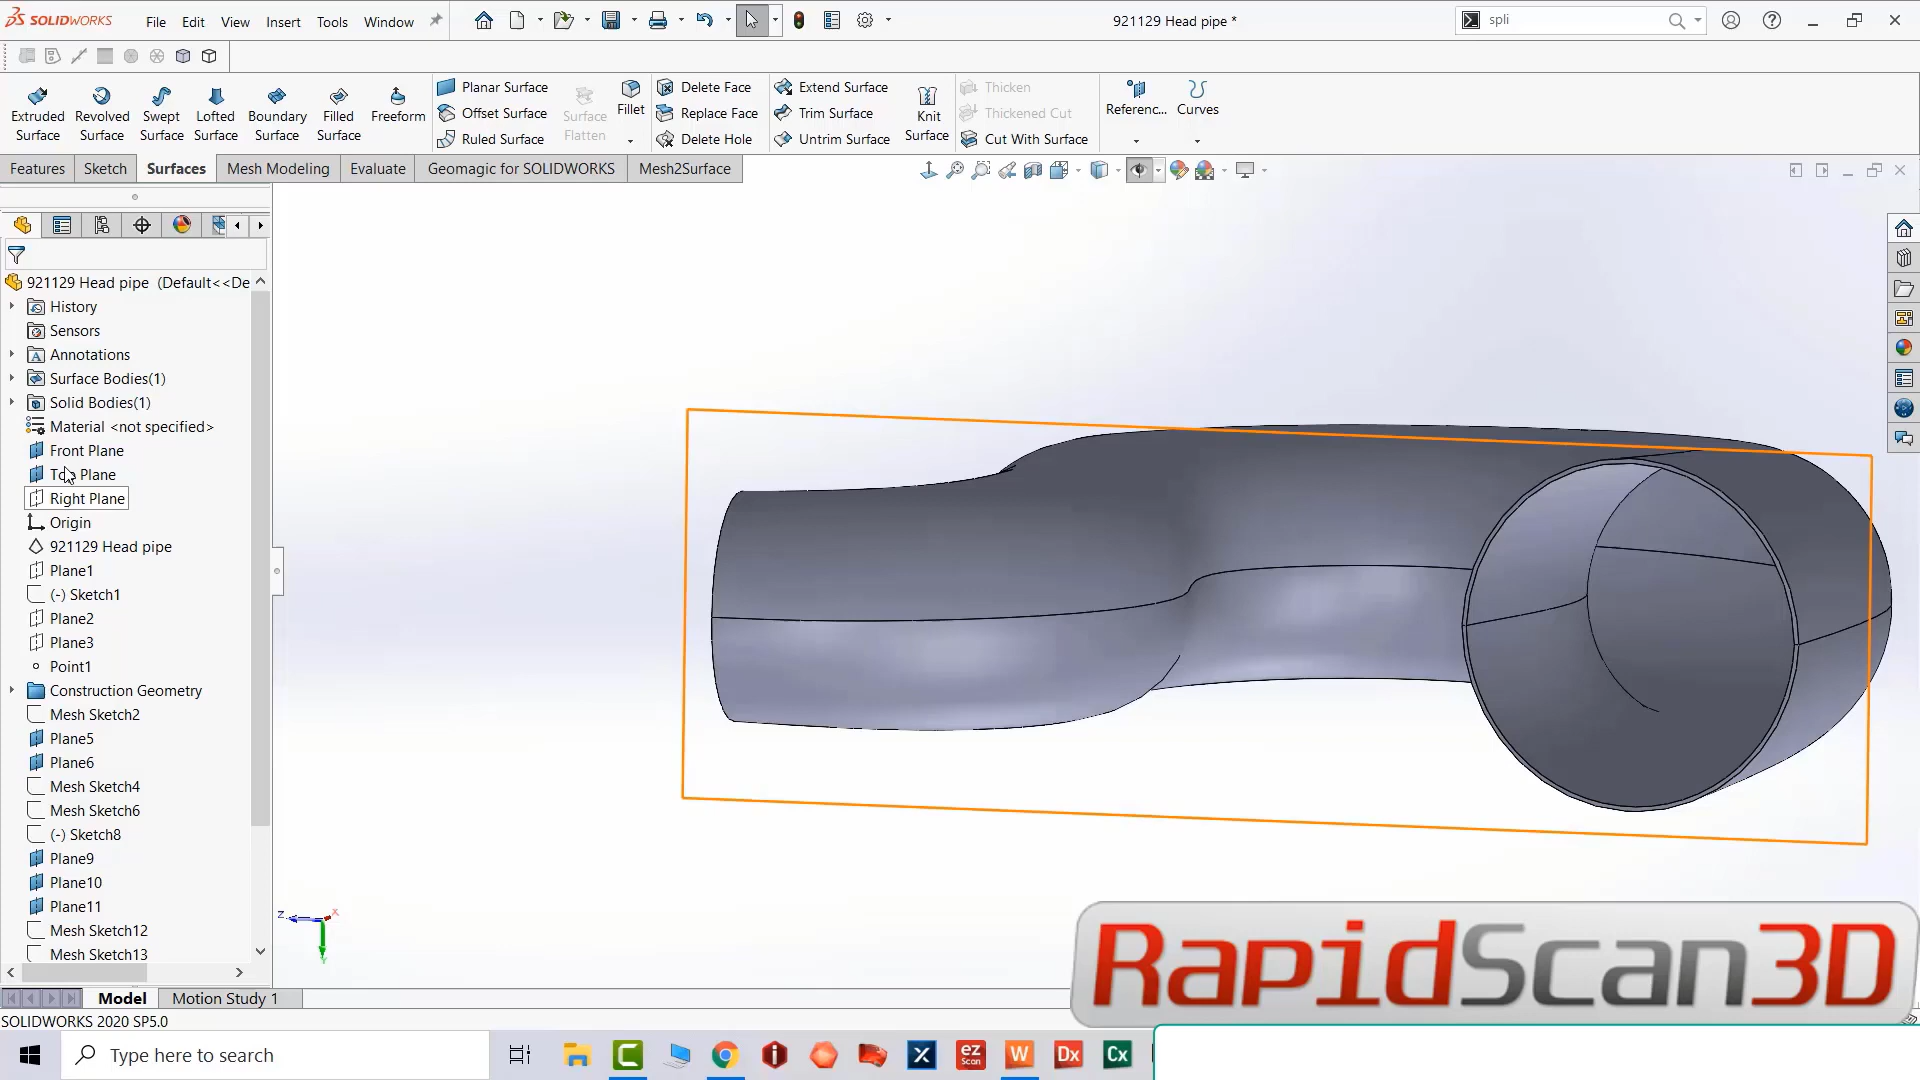 SOLIDWORKS File Edit View Insert Tools Window 921129 Head pipe * spli
Extruded Surface
Revolved Surface
Swept Surface
Lofted Surface
Boundary Surface
Filled Surface
Freeform
Planar Surface
Offset Surface
Ruled Surface
Surface Flatten
Fillet
Delete Face
Replace Face
Delete Hole
Extend Surface
Trim Surface
Untrim Surface
Knit Surface
Thicken
Thickened Cut
Cut With Surface
Referenc...
Curves
Features Sketch Surfaces Mesh Modeling Evaluate Geomagic for SOLIDWORKS Mesh2Surface
921129 Head pipe (Default<<De
History
Sensors
Annotations
Surface Bodies(1)
Solid Bodies(1)
Material <not specified>
Front Plane
Top Plane
Right Plane
Origin
921129 Head pipe
Plane1
(-) Sketch1
Plane2
Plane3
Point1
Construction Geometry
Mesh Sketch2
Plane5
Plane6
Mesh Sketch4
Mesh Sketch6
(-) Sketch8
Plane9
Plane10
Plane11
Mesh Sketch12
Mesh Sketch13
Z X Y
RapidScan3D
Model Motion Study 1
SOLIDWORKS 2020 SP5.0
Type here to search
C X ez Scan W Dx Cx